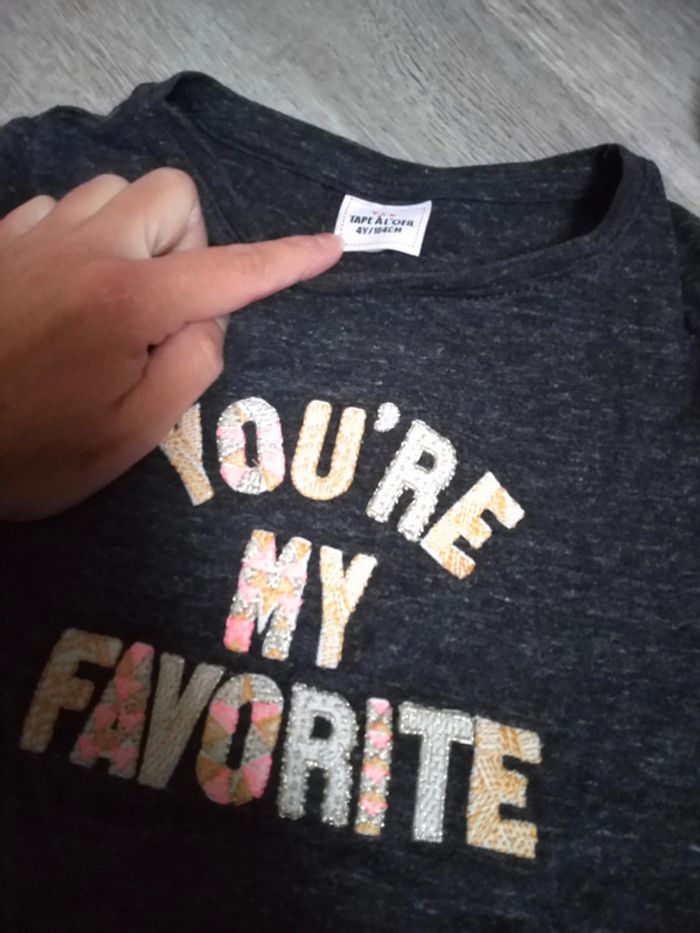 TAPE À L'OEIL
4Y/104CM
YOU'RE
MY
FAVORITE